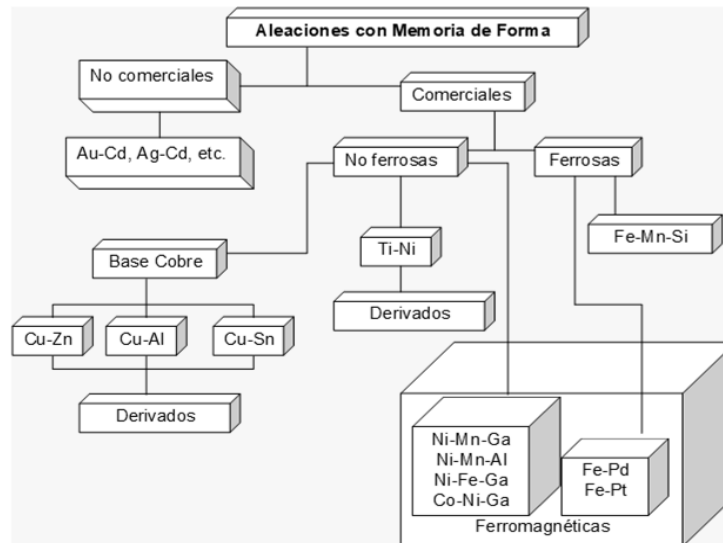 Aleaciones con Memoria de Forma
No comerciales
Comerciales
Au-Cd, Ag-Cd, etc.
No ferrosas
Ferrosas
Fe-Mn-Si
Base Cobre
Ti-Ni
Derivados
Cu-Zn
Cu-Al
Cu-Sn
Derivados
Ni-Mn-Ga
Ni-Mn-Al
Ni-Fe-Ga
Co-Ni-Ga
Fe-Pd
Fe-Pt
Ferromagnéticas